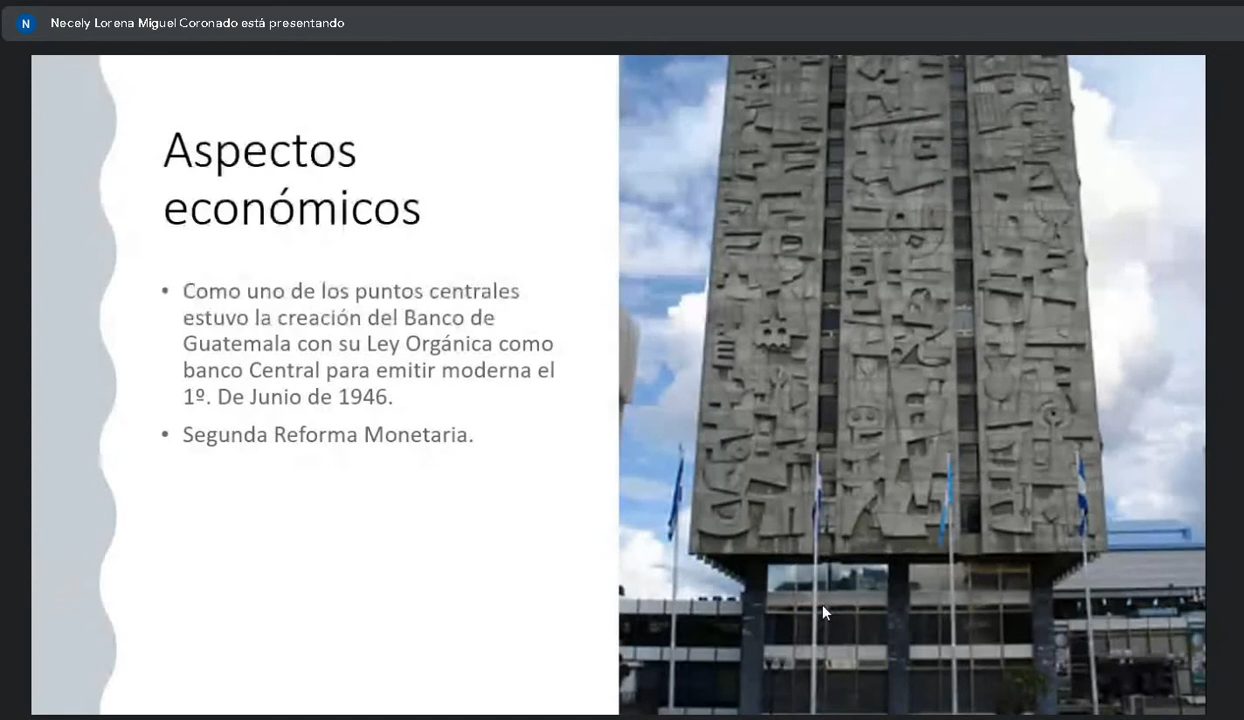 N Necely Lorena Miguel Coronado está presentando
Aspectos
económicos
• Como uno de los puntos centrales
estuvo la creación del Banco de
Guatemala con su Ley Orgánica como
banco Central para emitir moderna el
1º. De Junio de 1946.
• Segunda Reforma Monetaria.